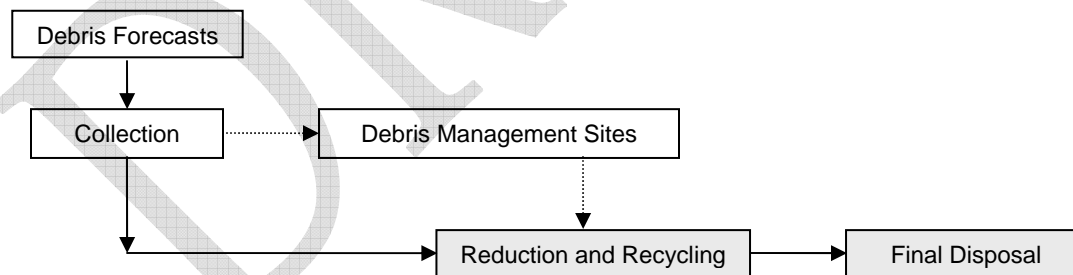 Debris Forecasts
Collection
Debris Management Sites
Reduction and Recycling
Final Disposal